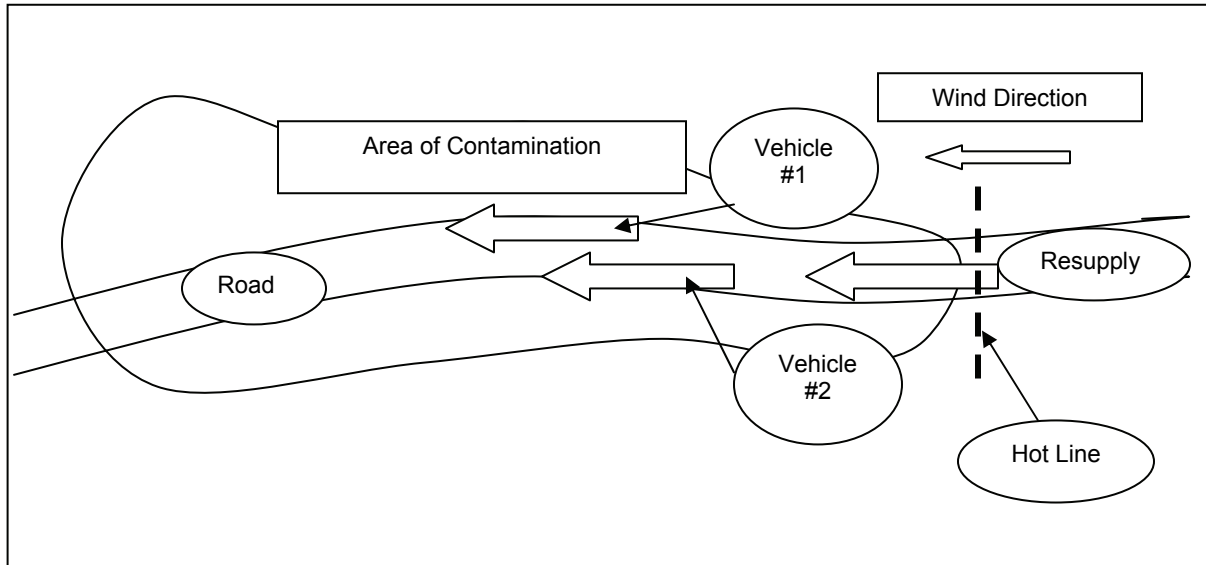 Wind Direction
Area of Contamination
Vehicle
#1
Road
Resupply
Vehicle
#2
Hot Line